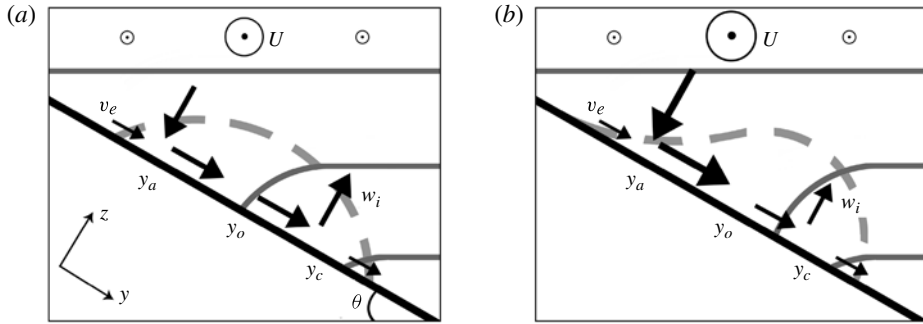 (a) U
v_e
y_a
w_i
y_o
z
y_c
y
θ
(b) U
v_e
y_a
w_i
y_o
y_c